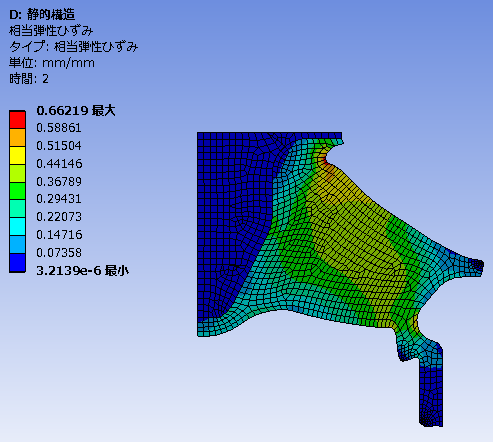 D: 静的構造
相当弾性ひずみ
タイプ: 相当弾性ひずみ
単位: mm/mm
時間: 2
0.66219 最大
0.58861
0.51504
0.44146
0.36789
0.29431
0.22073
0.14716
0.07358
3.2139e-6 最小